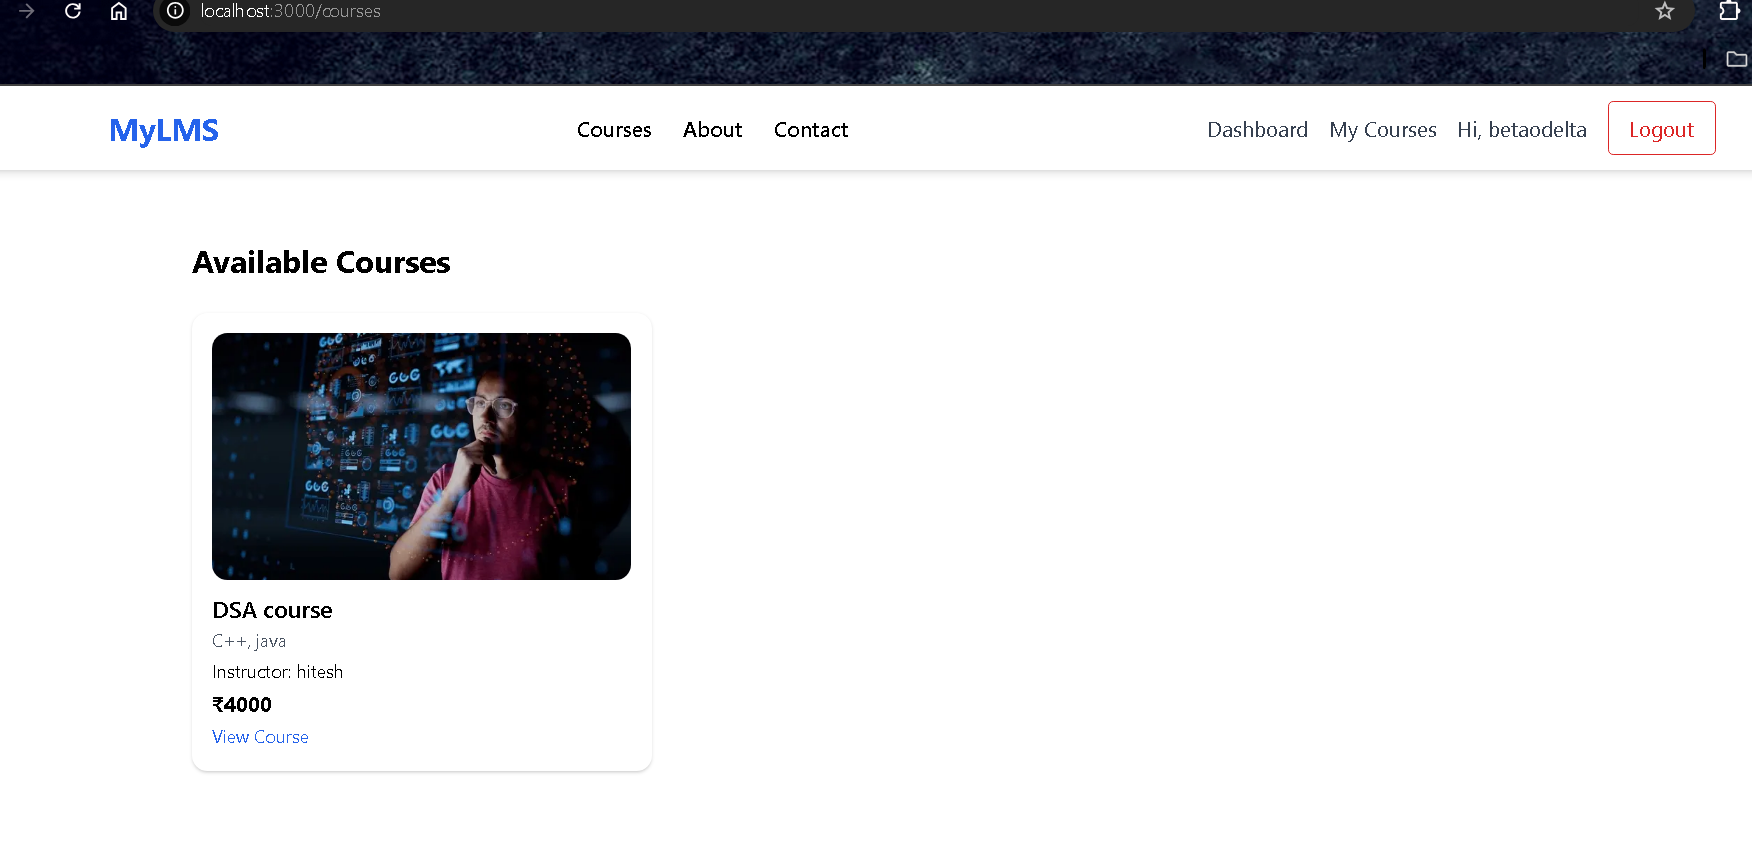 localhost:3000/courses
MyLMS
Courses About Contact
Dashboard My Courses Hi, betaodelta Logout
Available Courses
DSA course
C++, java
Instructor: hitesh
₹4000
View Course